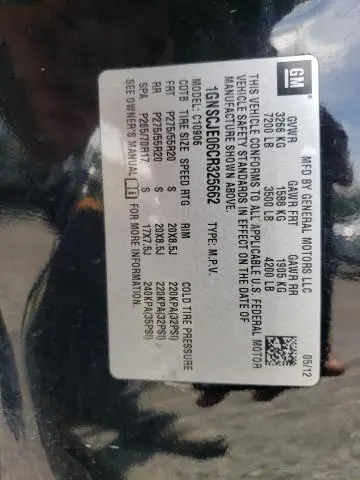 GM
MFD BY GENERAL MOTORS LLC 05/12
GVWR GAWR FRT GAWR RR
3266 KG 1588 KG 1905 KG
7200 LB 3500 LB 4200 LB
THIS VEHICLE CONFORMS TO ALL APPLICABLE U.S. FEDERAL MOTOR
VEHICLE SAFETY STANDARDS IN EFFECT ON THE DATE OF
MANUFACTURE SHOWN ABOVE.
1GNSCJE06CR325662 TYPE: M.P.V.
MODEL: C10906
CDTB TIRE SIZE SPEED RTG RIM COLD TIRE PRESSURE
FRT P275/55R20 S 20X8.5J 220KPA(32PSI)
RR P275/55R20 S 20X8.5J 220KPA(32PSI)
SPA P265/70R17 S 17X7.5J 240KPA(35PSI)
SEE OWNER'S MANUAL FOR MORE INFORMATION.